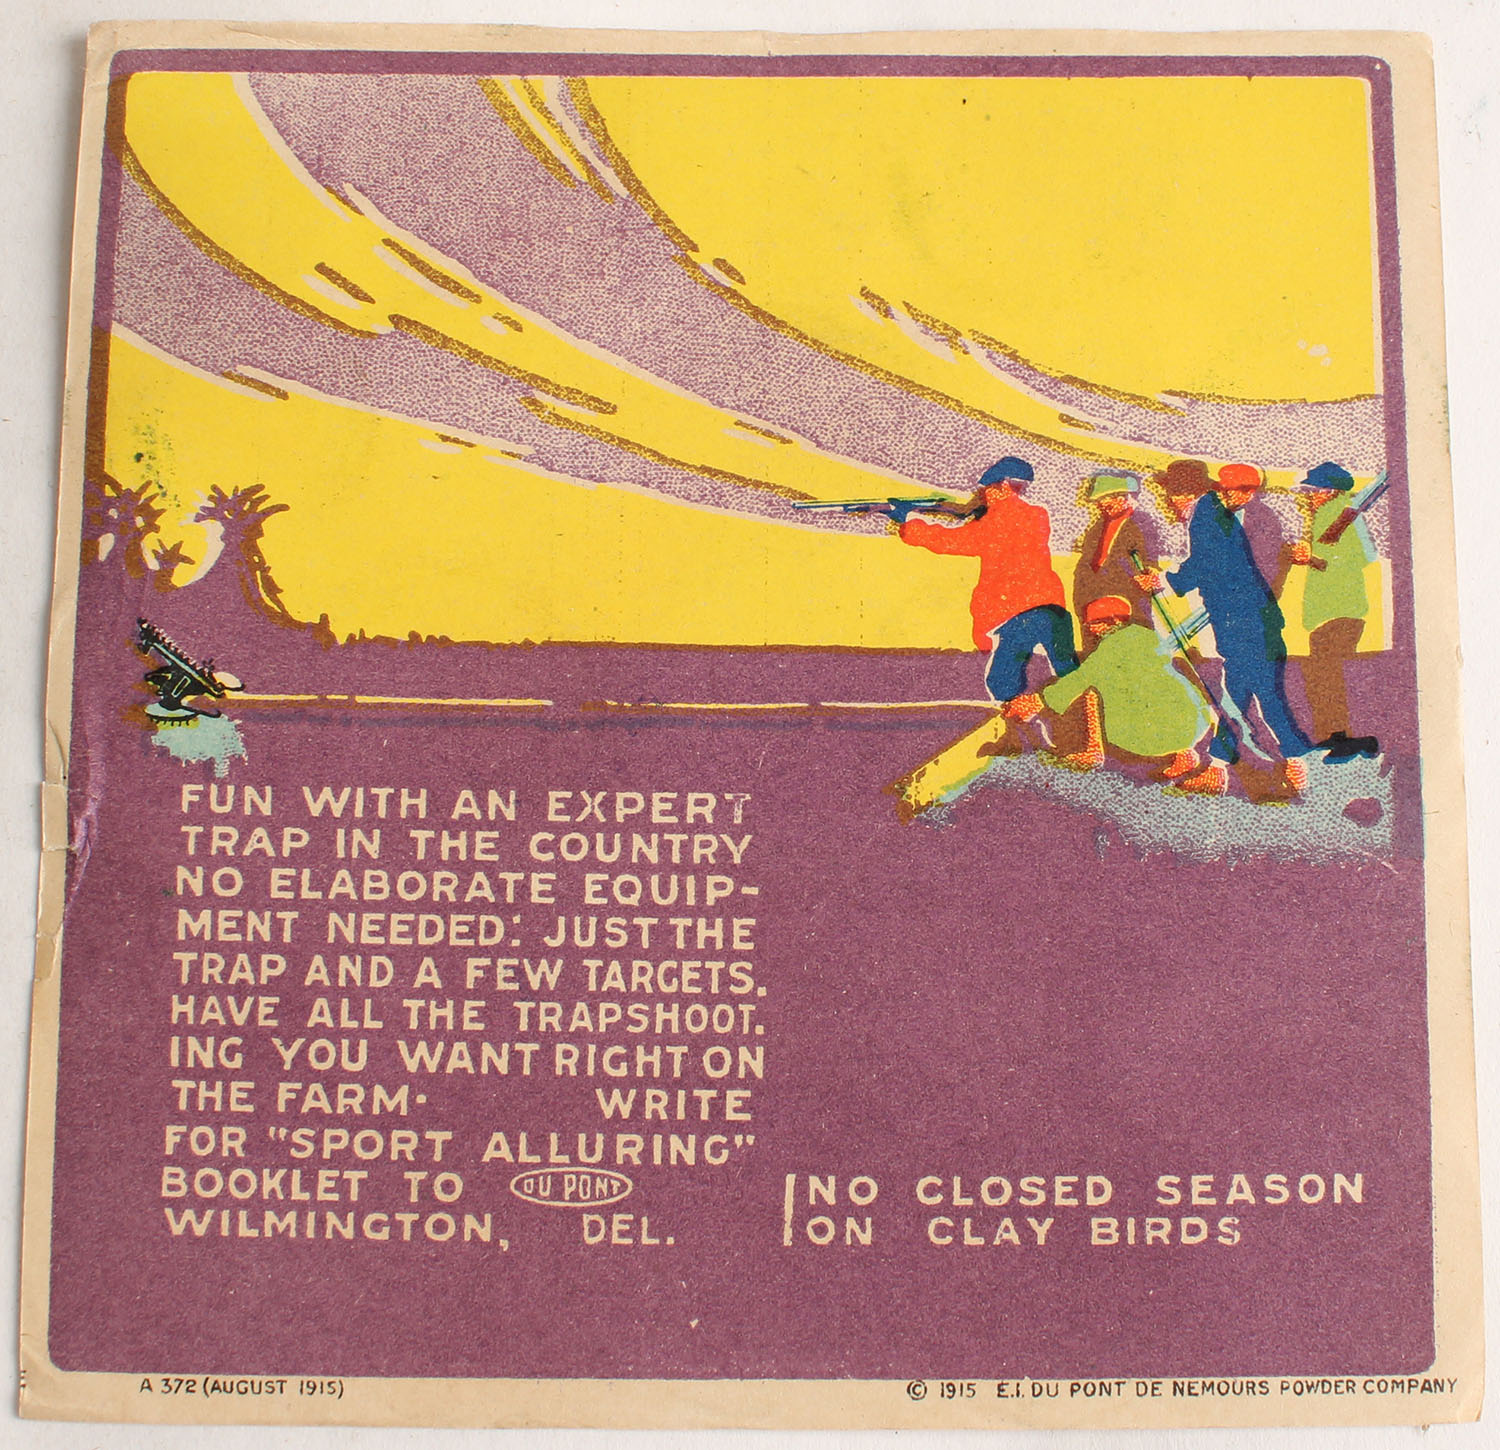 FUN WITH AN EXPERT
TRAP IN THE COUNTRY
NO ELABORATE EQUIP-
MENT NEEDED: JUST THE
TRAP AND A FEW TARGETS.
HAVE ALL THE TRAPSHOOT.
ING YOU WANT RIGHT ON
THE FARM. WRITE
FOR "SPORT ALLURING"
BOOKLET TO DU PONT
WILMINGTON, DEL.
NO CLOSED SEASON
ON CLAY BIRDS
A 372 (AUGUST 1915)
© 1915 E.I. DU PONT DE NEMOURS POWDER COMPANY